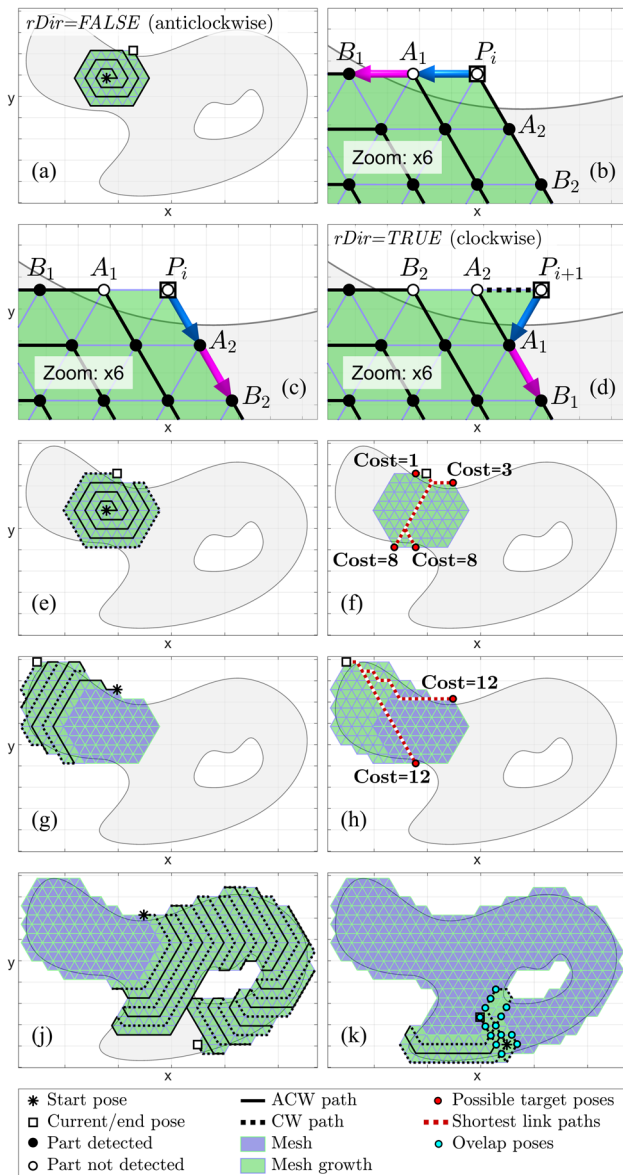 rDir=FALSE (anticlockwise)
y
(a)
x
B₁ A₁ Pᵢ
A₂
Zoom: x6
B₂ (b)
x
B₁ A₁ Pᵢ
y
A₂
Zoom: x6
(c)
B₂
x
rDir=TRUE (clockwise)
B₂ A₂ Pᵢ₊₁
A₁
Zoom: x6
(d)
B₁
x
y
(e)
x
Cost=1
Cost=3
Cost=8 Cost=8
(f)
x
y
(g)
x
Cost=12
Cost=12
(h)
x
y
(j)
x
(k)
x
Start pose
Current/end pose
Part detected
Part not detected
ACW path
CW path
Mesh
Mesh growth
Possible target poses
Shortest link paths
Ovelap poses